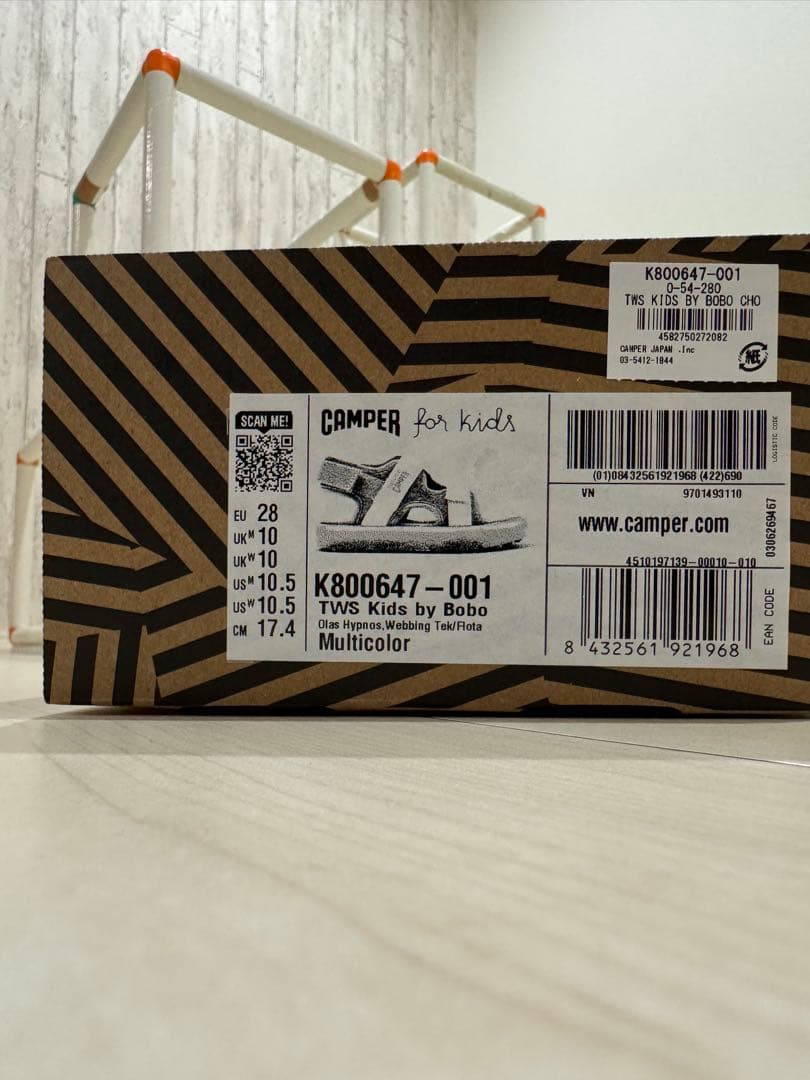 K800647-001
0-54-280
TWS KIDS BY BOBO CHO
4582750272082
CAMPER JAPAN .Inc
03-5412-1844
SCAN ME!
EU 28
UK M 10
UK W 10
US M 10.5
US W 10.5
CM 17.4
CAMPER for kids
CAMPER
K800647-001
TWS Kids by Bobo
Olas Hypnos,Webbing Tek/Flota
Multicolor
LOGISTIC CODE
(01)08432561921968 (422)690
VN 9701493110
www.camper.com
0306269467
4510197139-00010-010
EAN CODE
8 432561 921968